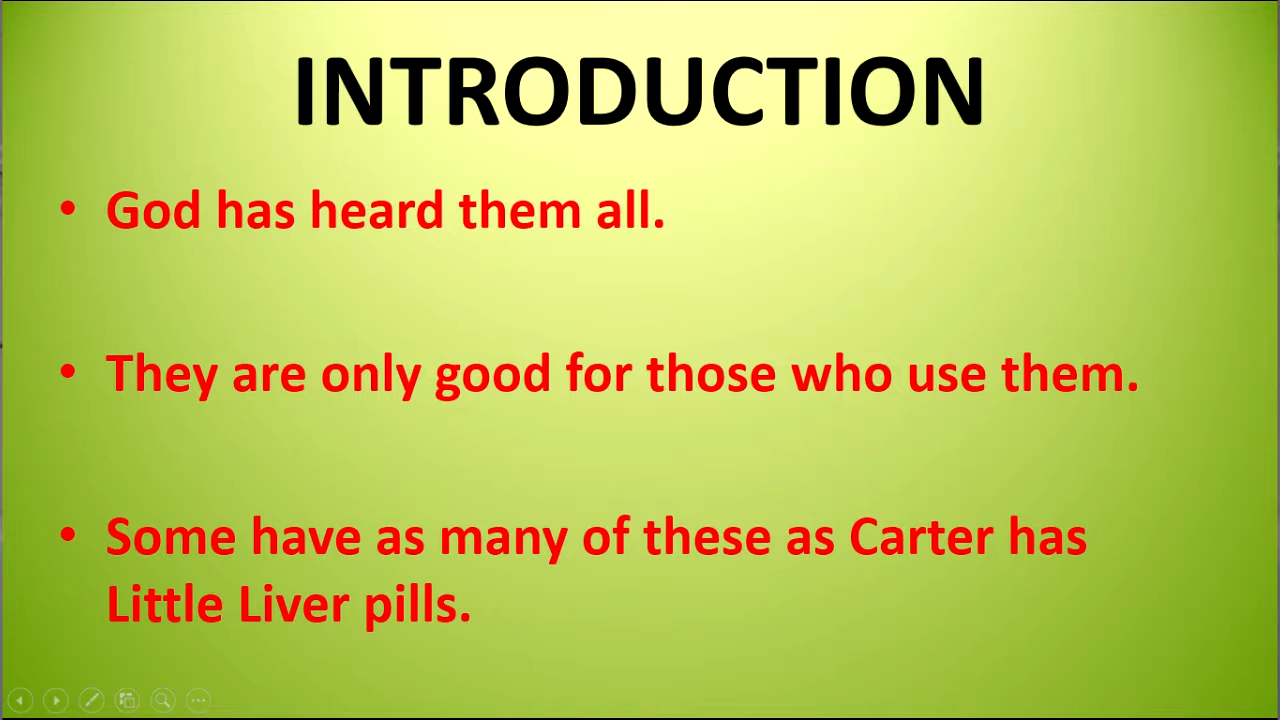 INTRODUCTION
• God has heard them all.
• They are only good for those who use them.
• Some have as many of these as Carter has
Little Liver pills.